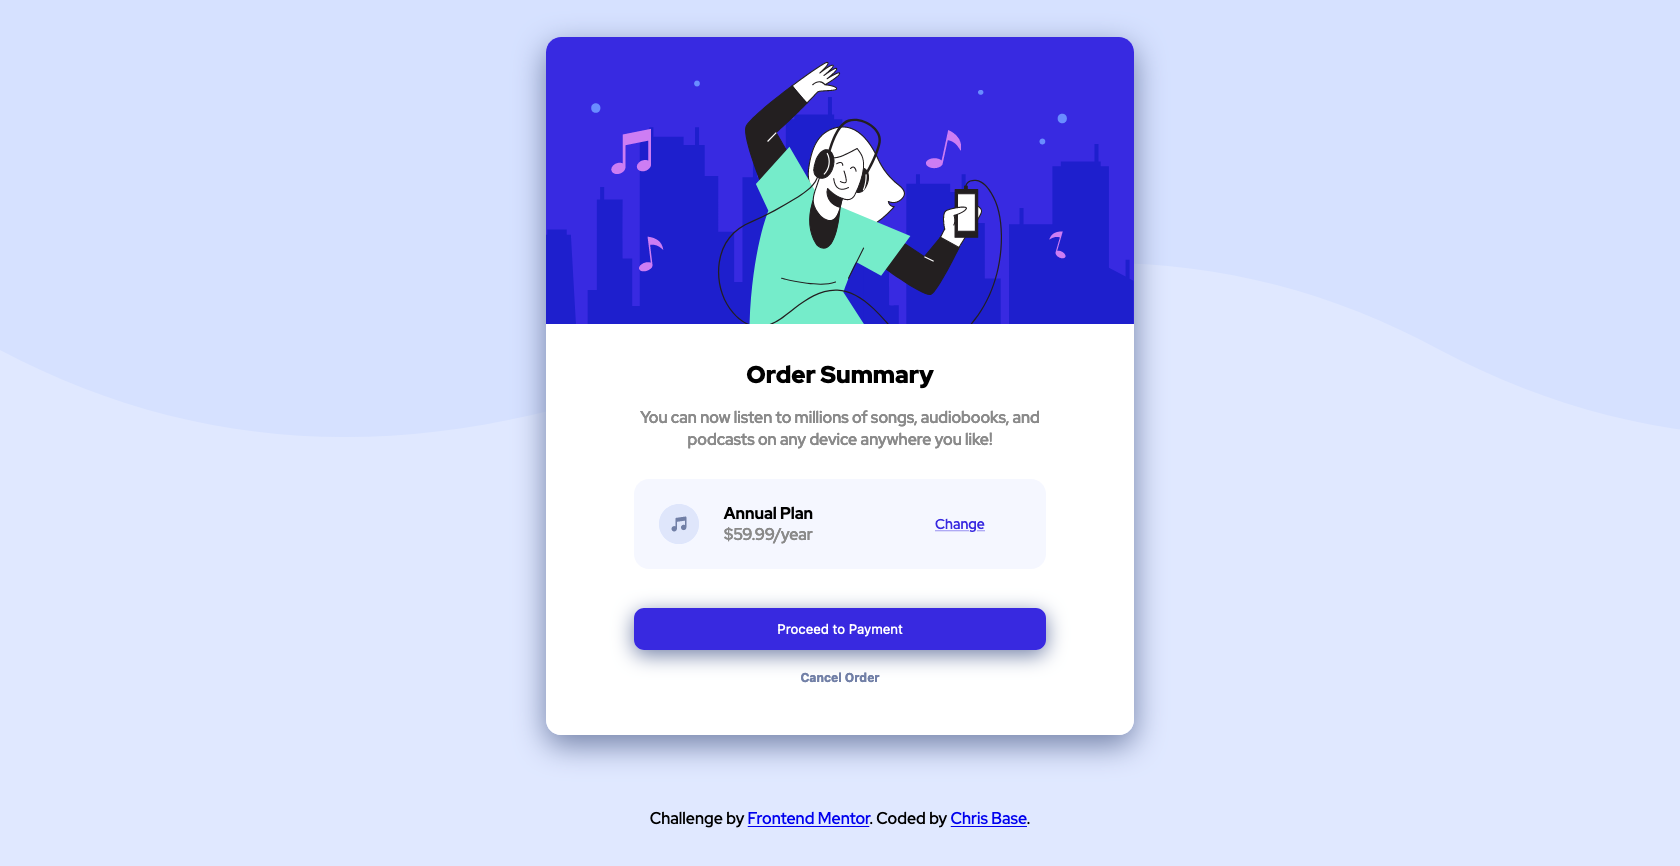 Order Summary
You can now listen to millions of songs, audiobooks, and
podcasts on any device anywhere you like!
Annual Plan
$59.99/year
Change
Proceed to Payment
Cancel Order
Challenge by Frontend Mentor. Coded by Chris Base.